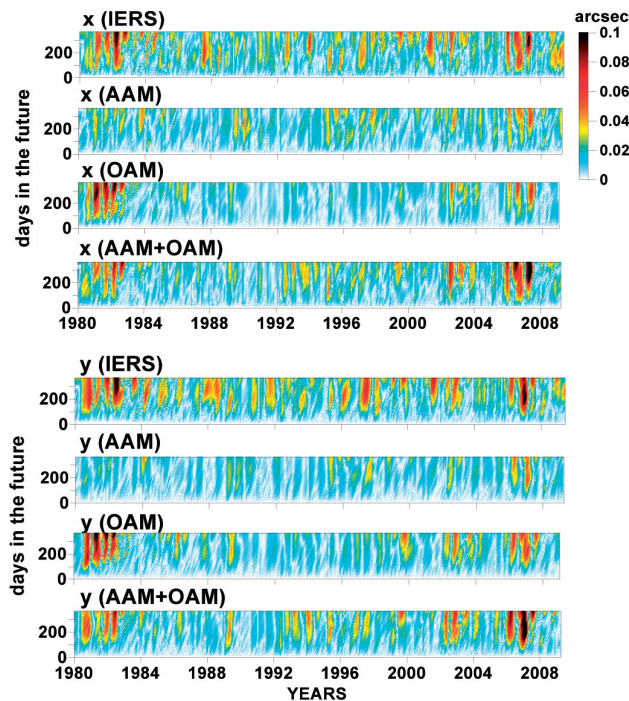 arcsec
x (IERS)
0.1
200
0
0.08
x (AAM)
0.06
200
0.04
0
0.02
x (OAM)
0
200
0
x (AAM+OAM)
200
0
1980 1984 1988 1992 1996 2000 2004 2008
days in the future
y (IERS)
200
0
y (AAM)
200
0
y (OAM)
200
0
y (AAM+OAM)
200
0
1980 1984 1988 1992 1996 2000 2004 2008
YEARS
days in the future